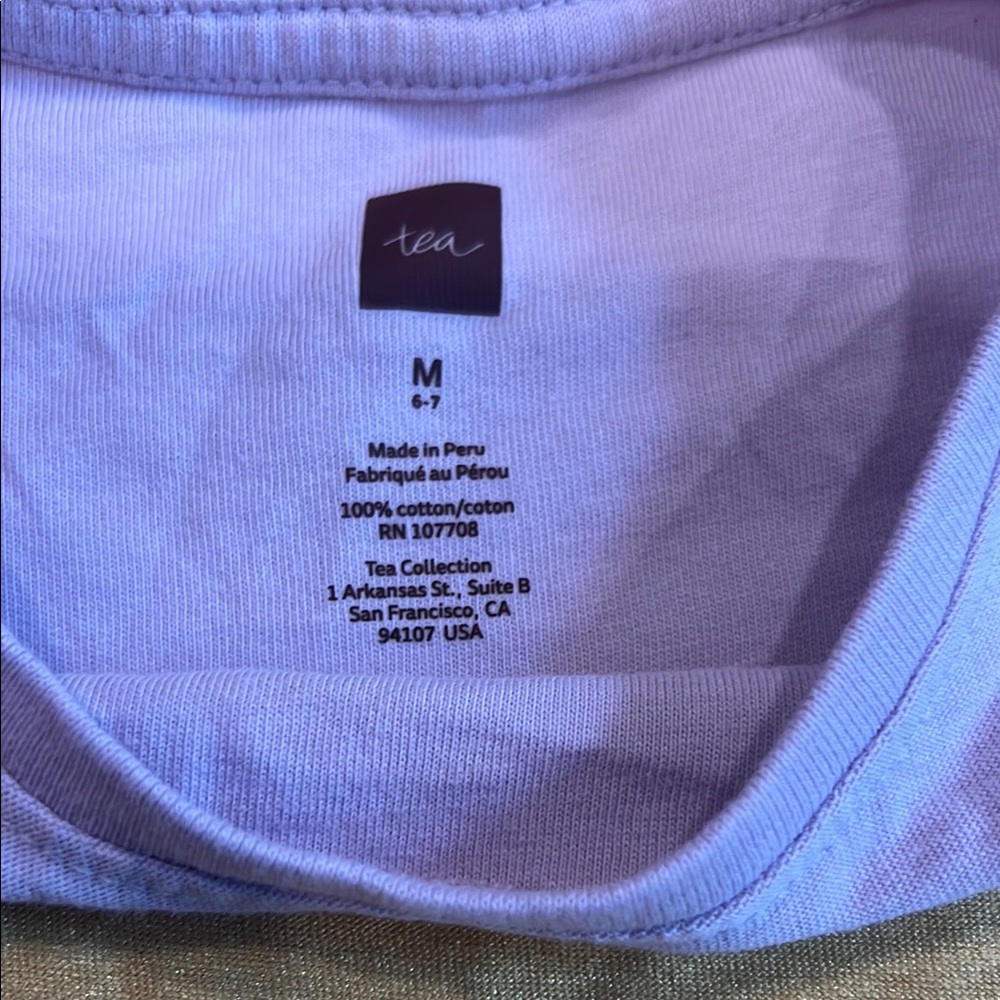 tea
M
6-7
Made in Peru
Fabriqué au Pérou
100% cotton/coton
RN 107708
Tea Collection
1 Arkansas St., Suite B
San Francisco, CA
94107 USA